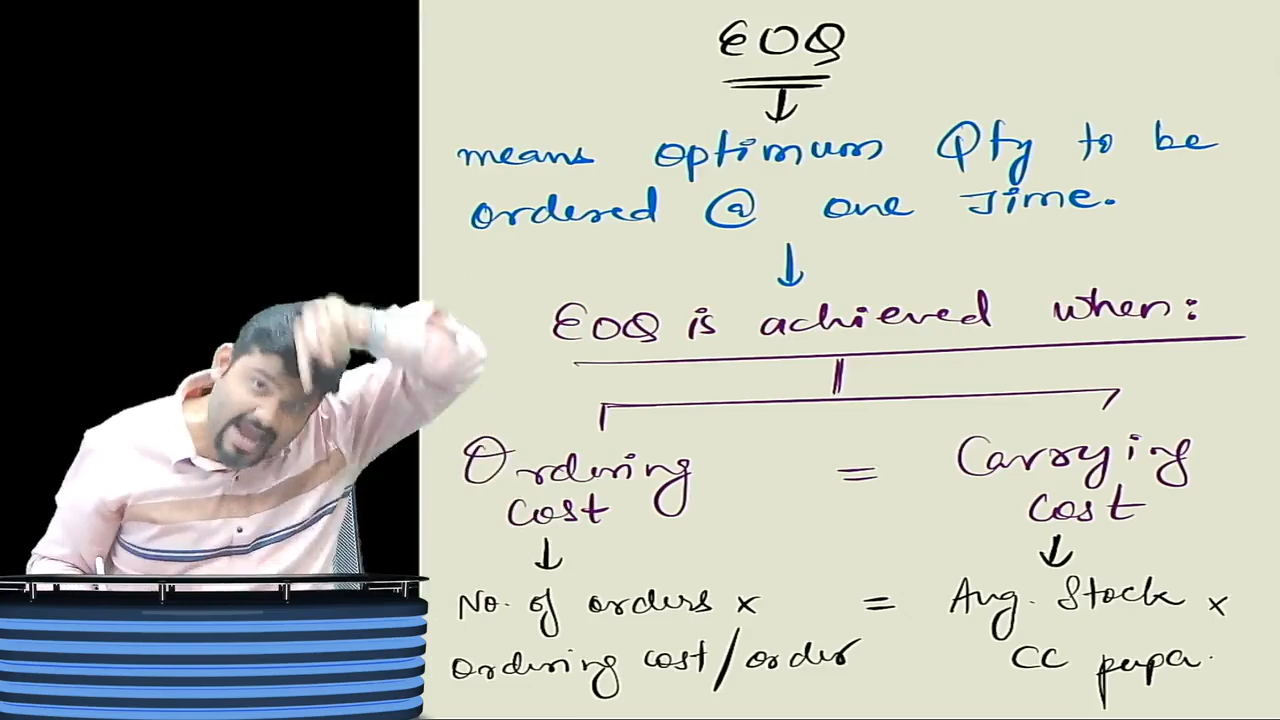 EOQ
means optimum Qty to be
ordered @ one Time.
EOQ is achieved when:
Ordering = Carrying
cost cost
No. of orders x = Avg. Stock x
ordering cost/order CC pupa.